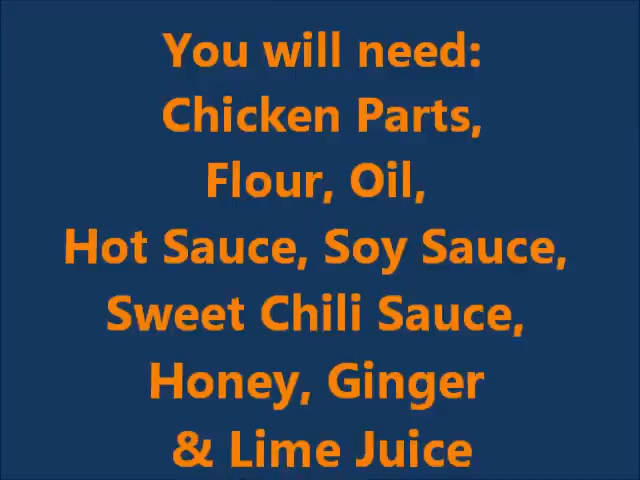 You will need:
Chicken Parts,
Flour, Oil,
Hot Sauce, Soy Sauce,
Sweet Chili Sauce,
Honey, Ginger
& Lime Juice